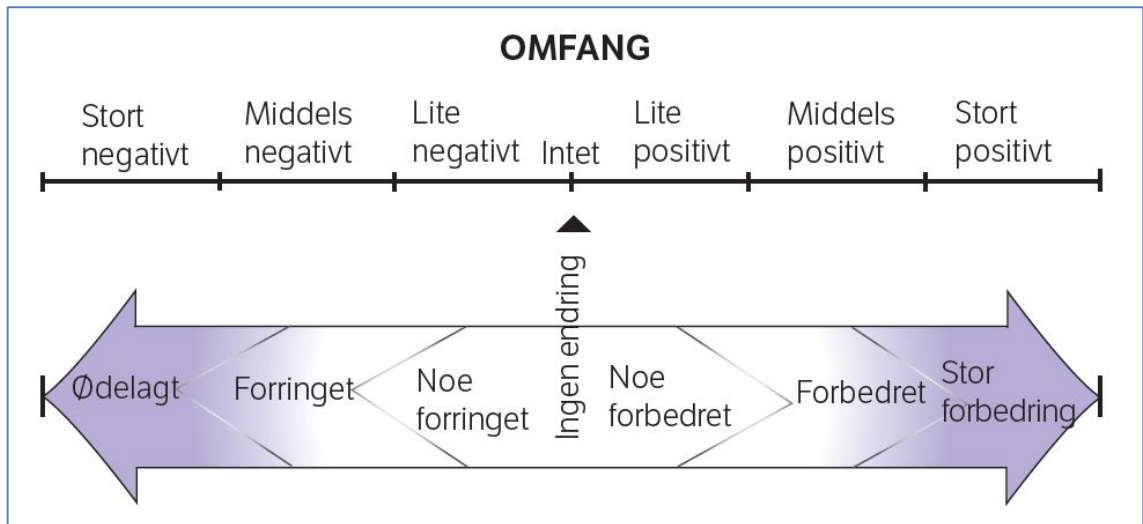 OMFANG
Stort
negativt
Middels
negativt
Lite
negativt
Intet
Lite
positivt
Middels
positivt
Stort
positivt
Ødelagt
Forringet
Noe
forringet
Ingen endring
Noe
forbedret
Forbedret
Stor
forbedring